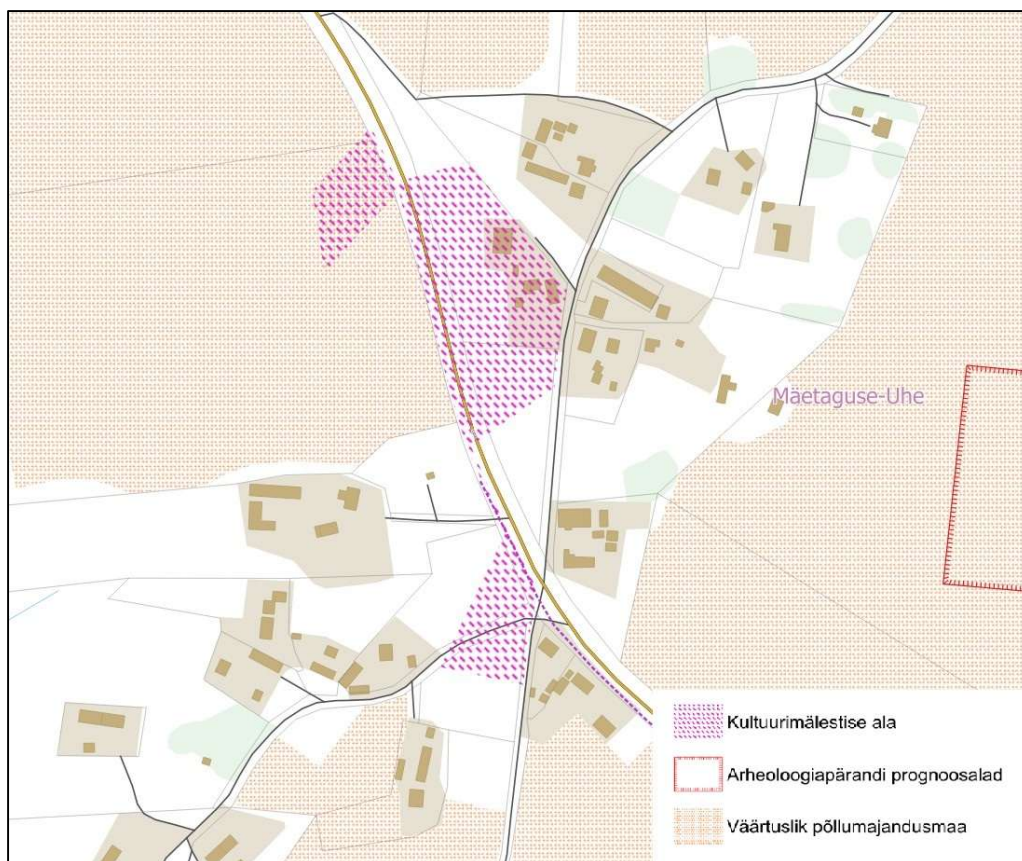 Mäetaguse-Uhe
Kultuurimälestise ala
Arheoloogiapärandi prognoosalad
Väärtuslik põllumajandusmaa